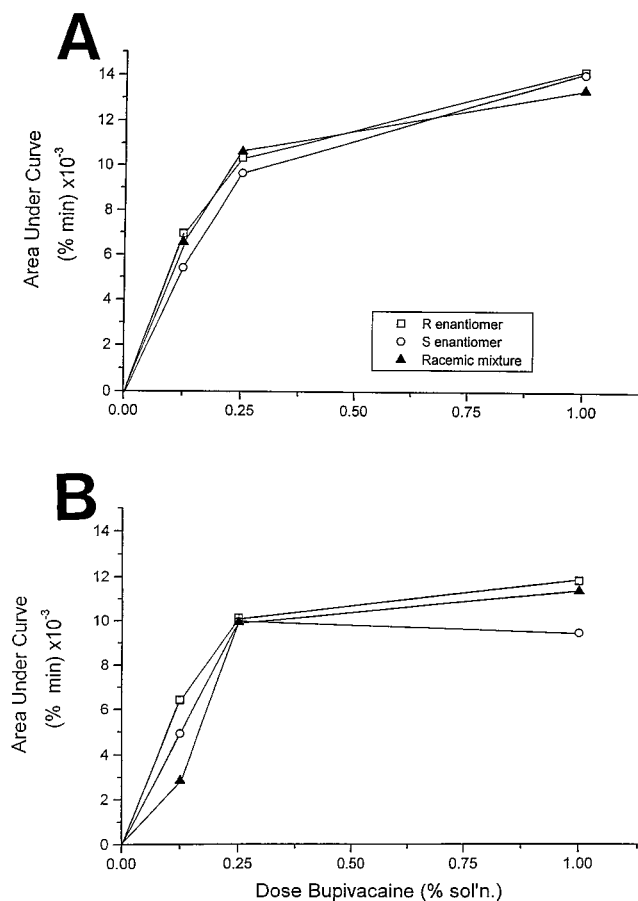 A
Area Under Curve
(% min) x10-3
14
12
10
8
6
4
2
0
0.00
0.25
0.50
0.75
1.00
R enantiomer
S enantiomer
Racemic mixture
B
Area Under Curve
(% min) x10-3
14
12
10
8
6
4
2
0
0.00
0.25
0.50
0.75
1.00
Dose Bupivacaine (% sol'n.)